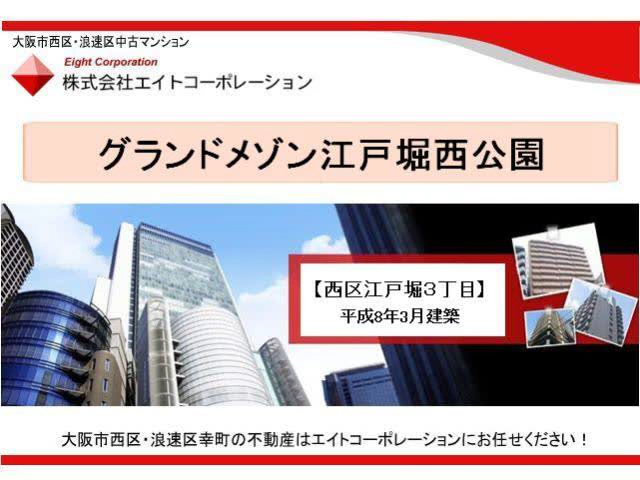 大阪市西区・浪速区中古マンション
Eight Corporation
株式会社エイトコーポレーション
グランドメゾン江戸堀西公園
【西区江戸堀3丁目】
平成8年3月建築
大阪市西区・浪速区幸町の不動産はエイトコーポレーションにお任せください！